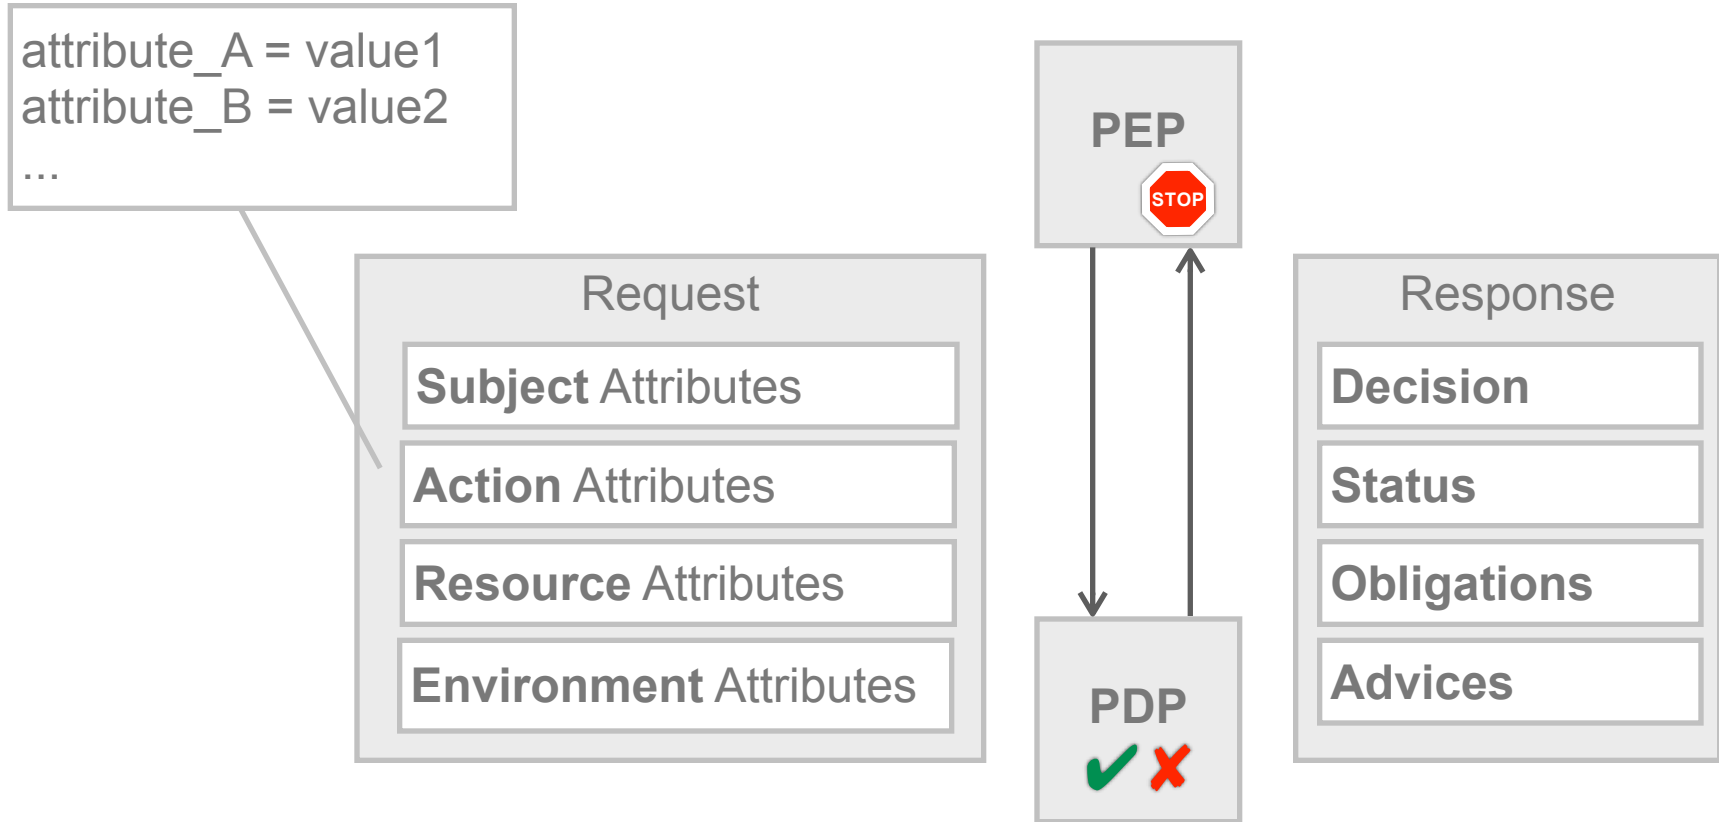 attribute_A = value1
attribute_B = value2
...
PEP
STOP
Request
Subject Attributes
Action Attributes
Resource Attributes
Environment Attributes
Response
Decision
Status
Obligations
Advices
PDP